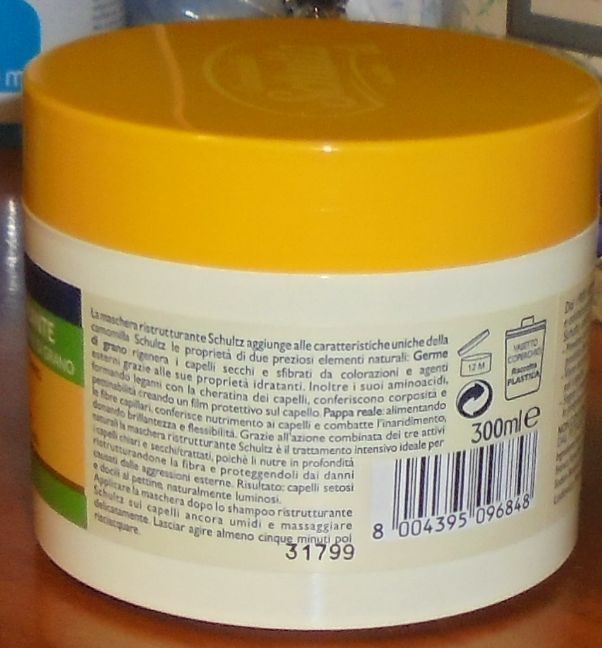 La maschera ristrutturante Schultz aggiunge alle caratteristiche uniche della
camomilla Schultz le proprietà di due preziosi elementi naturali: Germe
di grano rigenera i capelli secchi e sfibrati da colorazioni e agenti
esterni grazie alle sue proprietà idratanti. Inoltre i suoi aminoacidi,
formando legami con la cheratina dei capelli, conferiscono corposità e
pettinabilità creando un film protettivo sul capello. Pappa reale: alimentando
le fibre capillari, conferisce nutrimento ai capelli e combatte l'inaridimento,
donando brillantezza e flessibilità. Grazie all'azione combinata dei tre attivi
naturali la maschera ristrutturante Schultz è il trattamento intensivo ideale per
i capelli chiari e secchi/trattati, poichè li nutre in profondità
ristrutturandone la fibra e proteggendoli dai danni
causati dalle aggressioni esterne. Risultato: capelli setosi
e docili al pettine, naturalmente luminosi.
Applicare la maschera dopo lo shampoo ristrutturante
Schultz sui capelli ancora umidi e massaggiare
delicatamente. Lasciar agire almeno cinque minuti poi
risciacquare.
31799
12 M
VASETTO
COPERCHIO
Raccolta
PLASTICA
300ml e
8 004395 096848
ANTE
GRANO
m